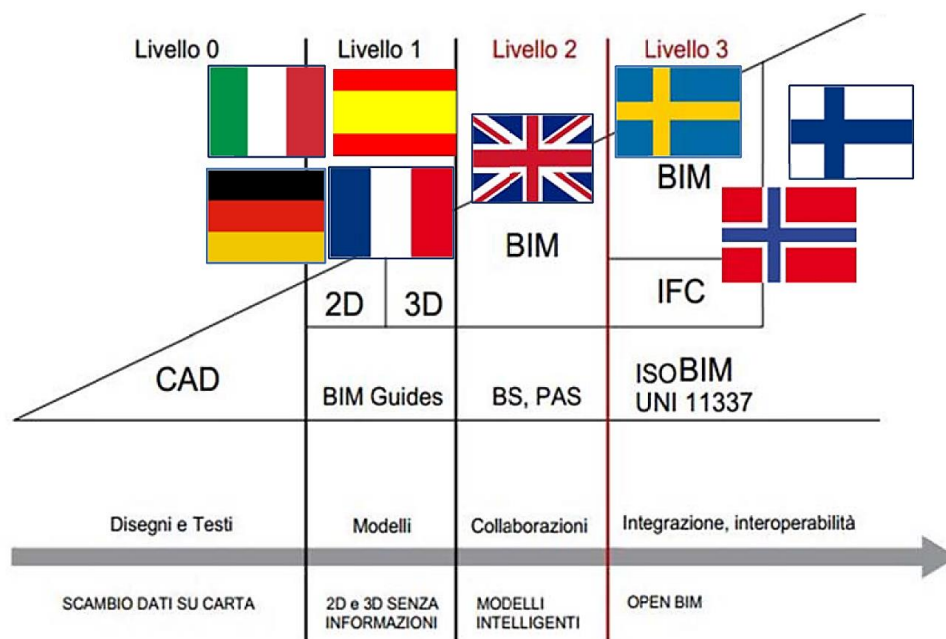 Livello 0
Livello 1
Livello 2
Livello 3
BIM
BIM
2D
3D
IFC
CAD
BIM Guides
BS, PAS
ISO BIM
UNI 11337
Disegni e Testi
Modelli
Collaborazioni
Integrazione, interoperabilità
SCAMBIO DATI SU CARTA
2D e 3D SENZA
INFORMAZIONI
MODELLI
INTELLIGENTI
OPEN BIM